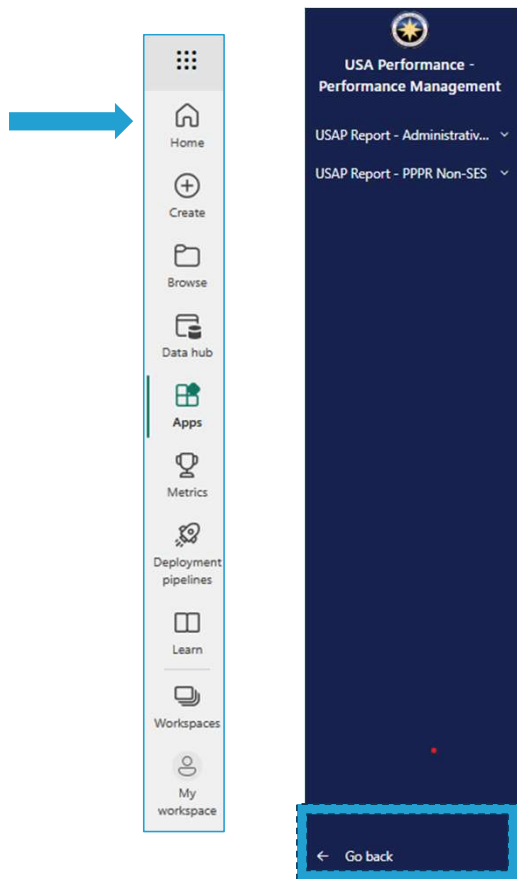 Home
Create
Browse
Data hub
Apps
Metrics
Deployment
pipelines
Learn
Workspaces
My
workspace
USA Performance -
Performance Management
USAP Report - Administrativ...
USAP Report - PPPR Non-SES
Go back